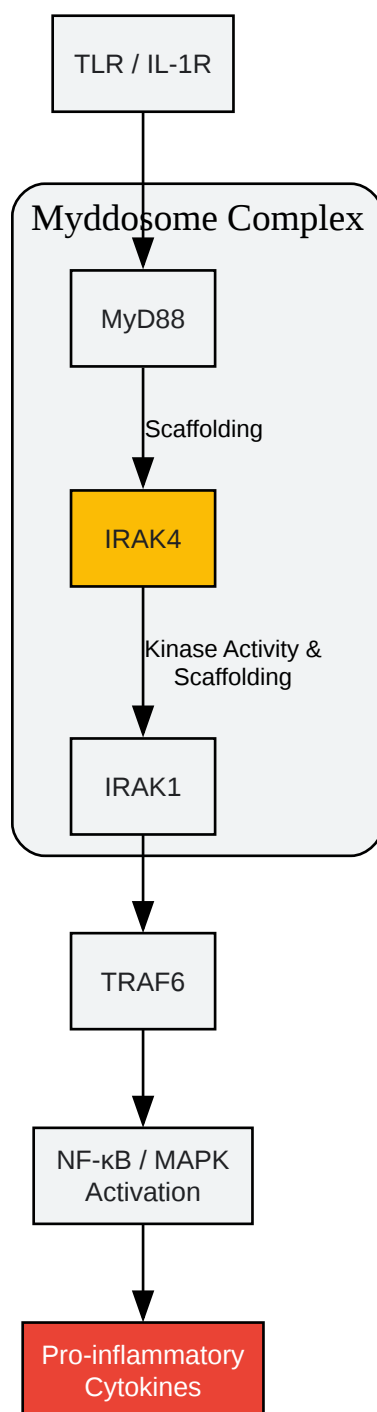 TLR / IL-1R
Myddosome Complex
MyD88
Scaffolding
IRAK4
Kinase Activity &
Scaffolding
IRAK1
TRAF6
NF-κB / MAPK
Activation
Pro-inflammatory
Cytokines